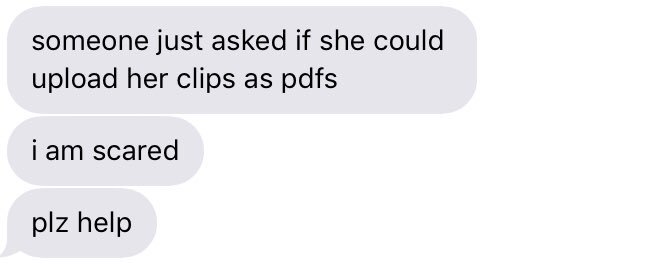 someone just asked if she could
upload her clips as pdfs
i am scared
plz help